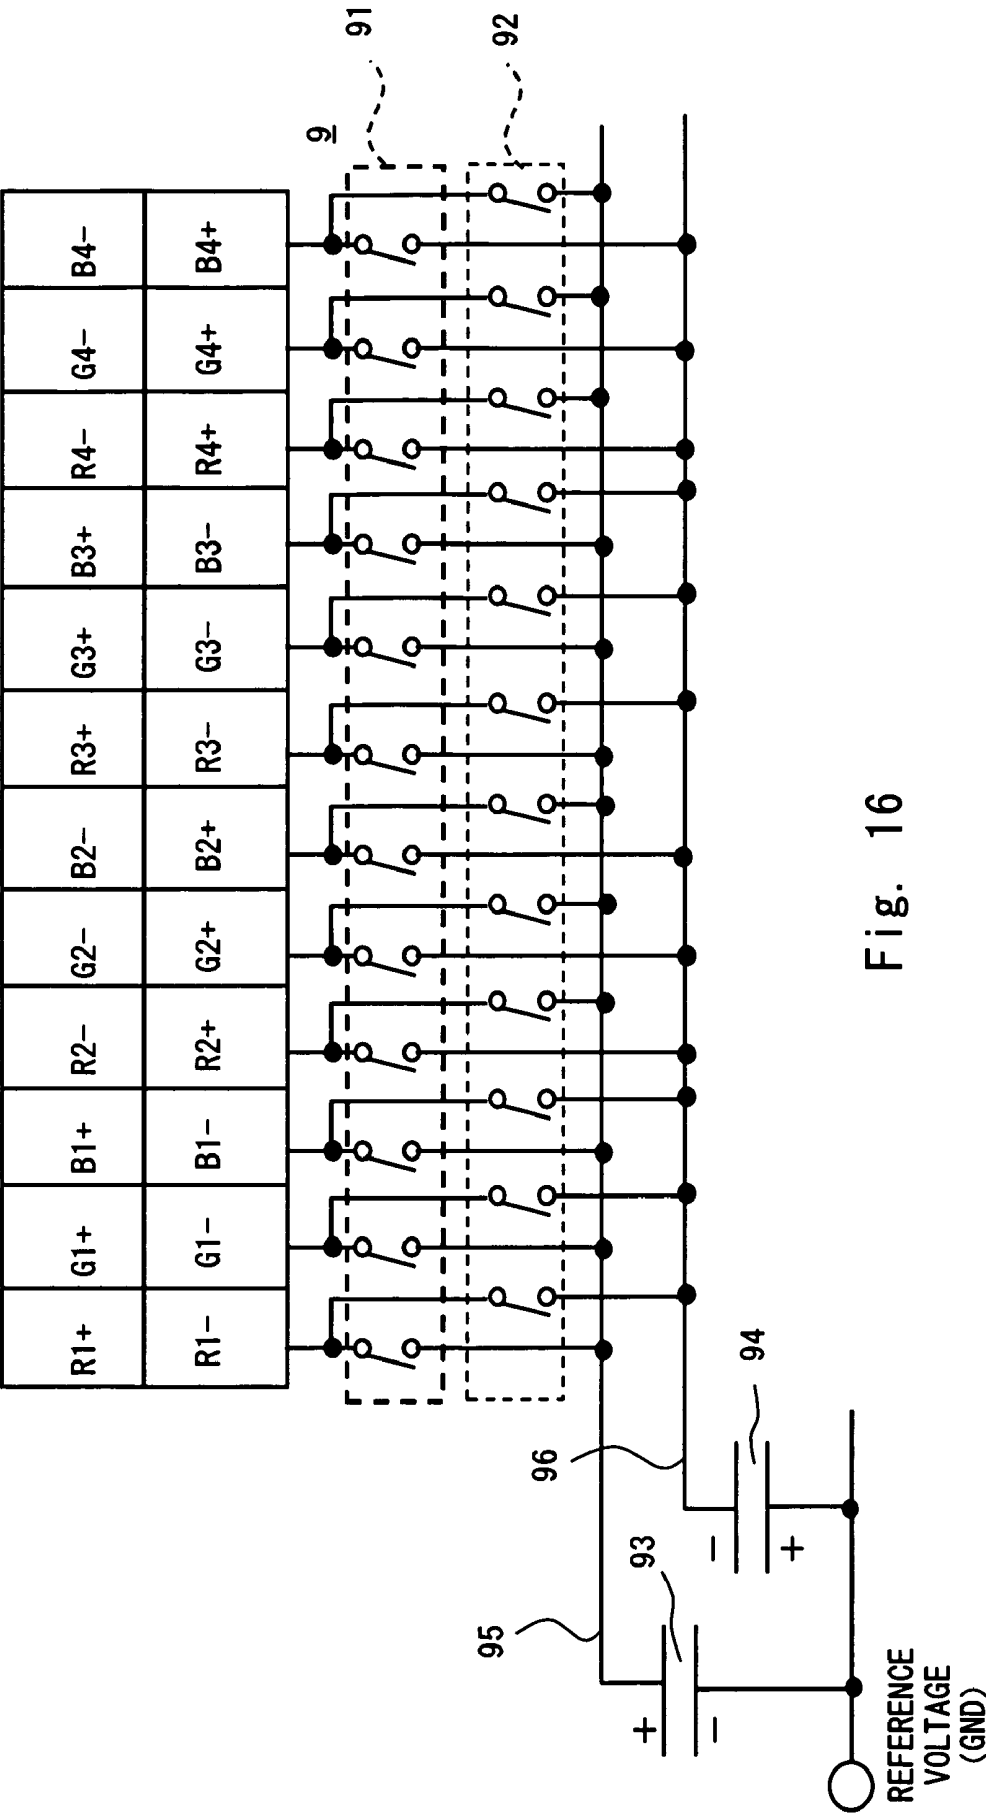 R1+ G1+ B1+ R2- G2- B2- R3+ G3+ B3+ R4- G4- B4-
R1- G1- B1- R2+ G2+ B2+ R3- G3- B3- R4+ G4+ B4+
9
91
92
95
96
93
94
+
-
-
+
REFERENCE
VOLTAGE
(GND)
Fig. 16